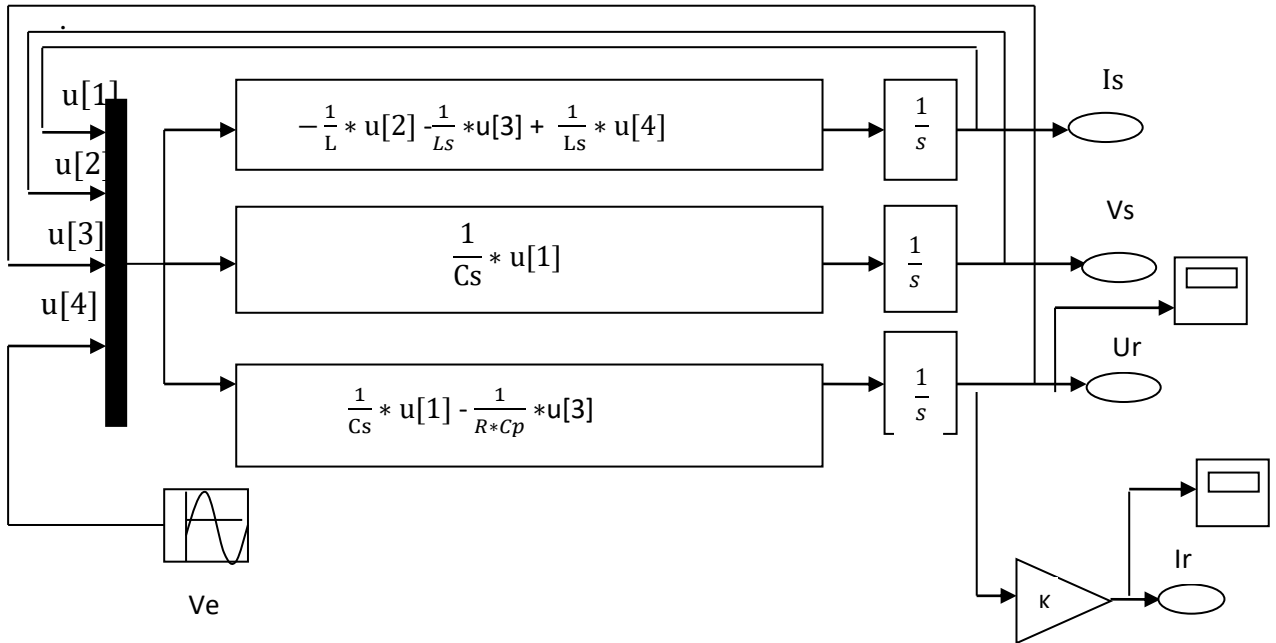 u[1]
u[2]
u[3]
u[4]
− 1/L ∗ u[2] - 1/Ls *u[3] + 1/Ls ∗ u[4]
1/s
Is
1/Cs ∗ u[1]
1/s
Vs
1/Cs ∗ u[1] - 1/R∗Cp *u[3]
1/s
Ur
Ve
K
Ir